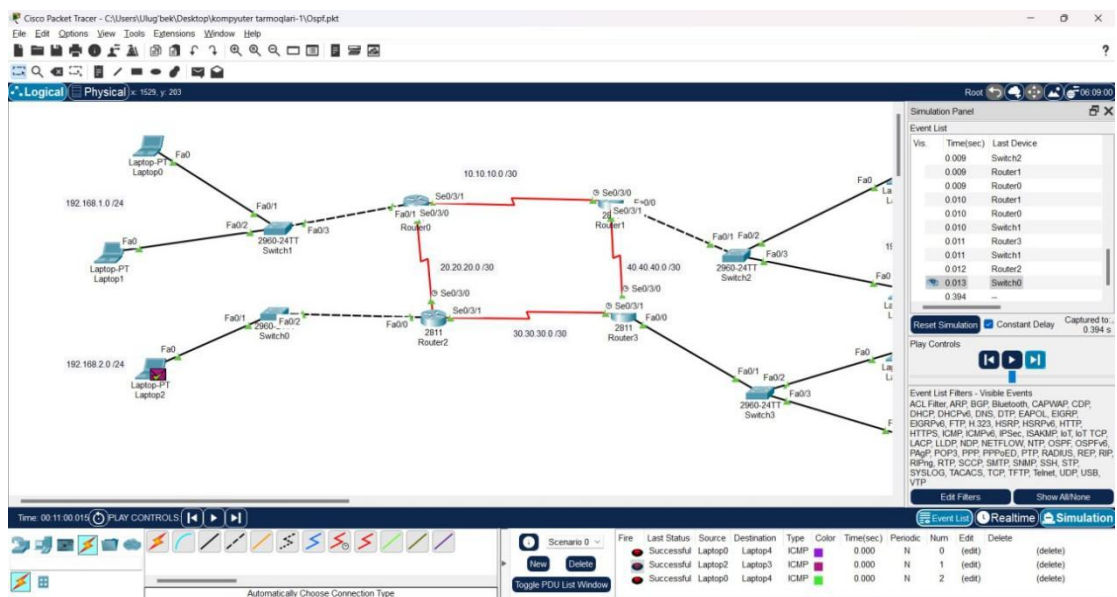 Cisco Packet Tracer - C:\Users\Ulug'bek\Desktop\kompyuter tarmoqlari-1\Ospf.pkt
File Edit Options View Tools Extensions Window Help
?
Logical Physical x: 1529, y: 203
Root 06:09:00
Simulation Panel
Event List
Vis. Time(sec) Last Device
0.009 Switch2
0.009 Router1
0.009 Router0
0.010 Router1
0.010 Router0
0.010 Switch1
0.011 Router3
0.011 Switch1
0.012 Router2
0.013 Switch0
0.394 --
Reset Simulation Constant Delay Captured to:
0.394 s
Play Controls
Event List Filters - Visible Events
ACL Filter, ARP, BGP, Bluetooth, CAPWAP, CDP,
DHCP, DHCPv6, DNS, DTP, EAPOL, EIGRP,
EIGRPv6, FTP, H.323, HSRP, HSRPv6, HTTP,
HTTPS, ICMP, ICMPv6, IPSec, ISAKMP, IoT, IoT TCP,
LACP, LLDP, NDP, NETFLOW, NTP, OSPF, OSPFv6,
PAgP, POP3, PPP, PPPoED, PTP, RADIUS, REP, RIP,
RIPng, RTP, SCCP, SMTP, SNMP, SSH, STP,
SYSLOG, TACACS, TCP, TFTP, Telnet, UDP, USB,
VTP
Edit Filters Show All/None
Fa0
Laptop-PT
Laptop0
192.168.1.0 /24
Fa0/1
Fa0/2
Fa0/3
2960-24TT
Switch1
Fa0
Laptop-PT
Laptop1
10.10.10.0 /30
Se0/3/1
Fa0/1 Se0/3/0
Router0
Se0/3/0
Fa0/0
Se0/3/1
Router1
Fa0/1 Fa0/2
Fa0/3
2960-24TT
Switch2
Fa0
20.20.20.0 /30
40.40.40.0 /30
Se0/3/0
Se0/3/0
Fa0/1
Fa0/2
Switch0
Fa0/0
Se0/3/1
2811
Router2
30.30.30.0 /30
Se0/3/1
Fa0/0
2811
Router3
192.168.2.0 /24
Fa0
Laptop-PT
Laptop2
Fa0/1
Fa0/2
Fa0/3
2960-24TT
Switch3
Time: 00:11:00.015 PLAY CONTROLS:
Event List Realtime Simulation
Automatically Choose Connection Type
Scenario 0
New Delete
Toggle PDU List Window
Fire Last Status Source Destination Type Color Time(sec) Periodic Num Edit Delete
Successful Laptop0 Laptop4 ICMP 0.000 N 0 (edit) (delete)
Successful Laptop2 Laptop3 ICMP 0.000 N 1 (edit) (delete)
Successful Laptop0 Laptop4 ICMP 0.000 N 2 (edit) (delete)